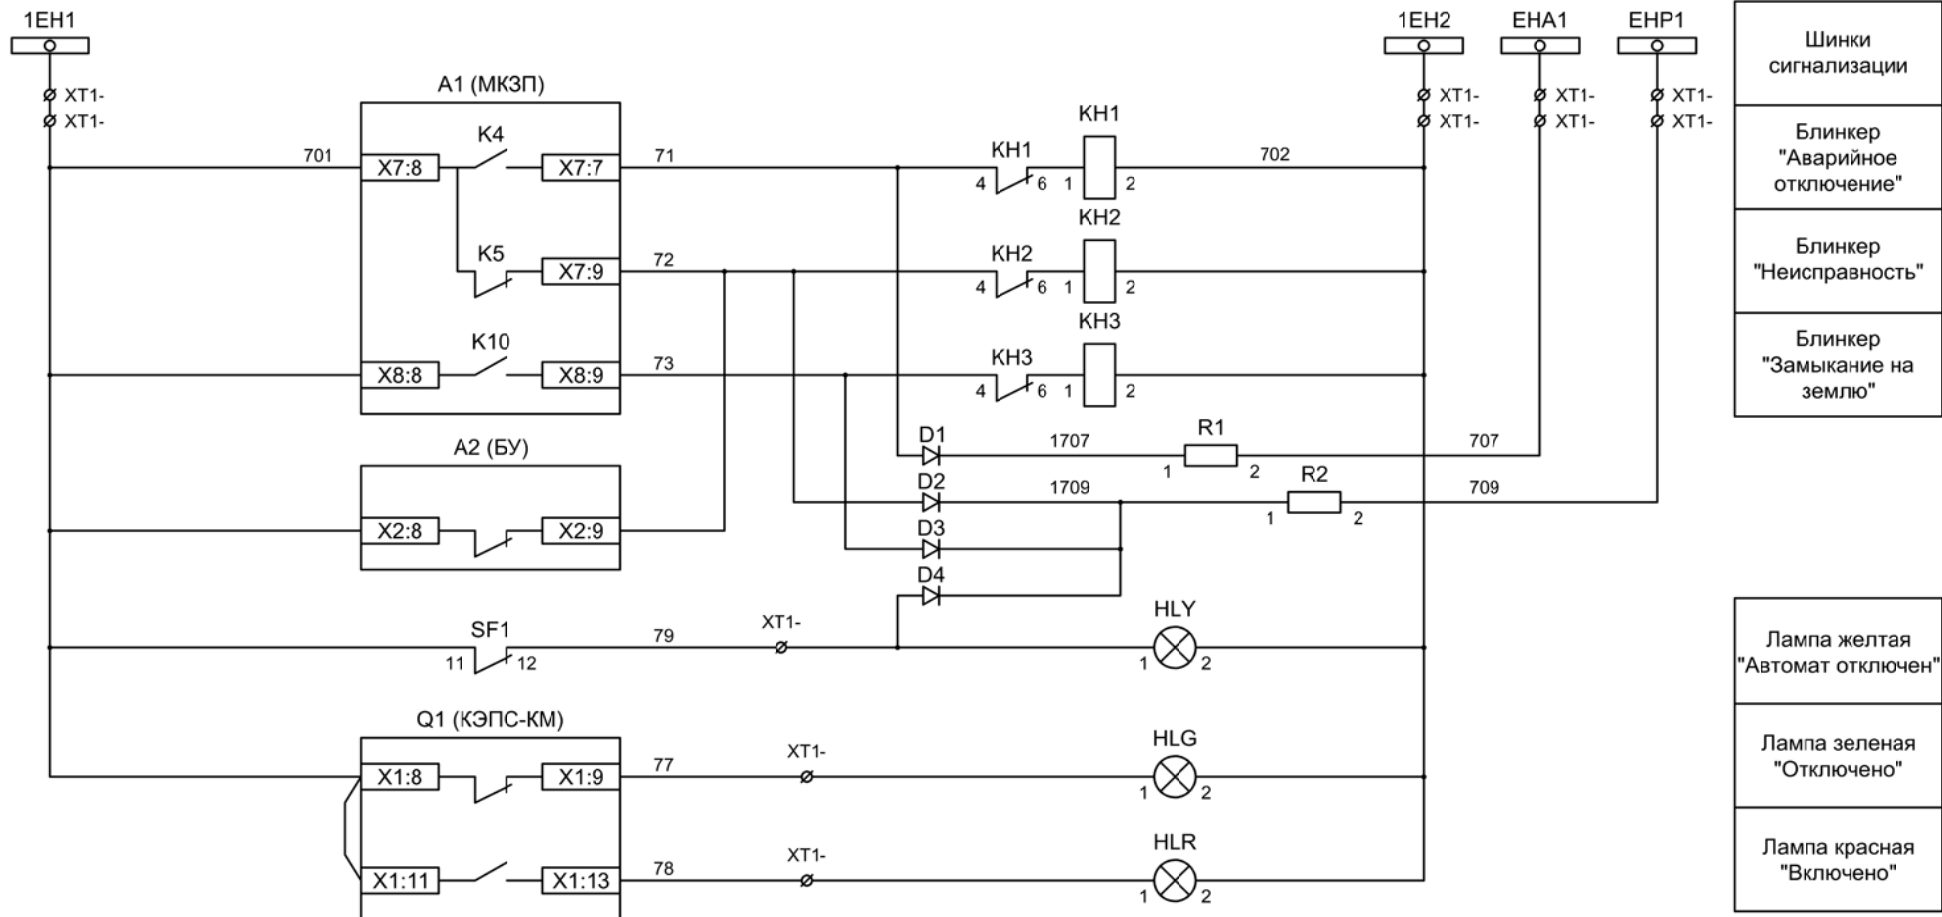 1EH1
1EH2
EHA1
EHP1
Шинки
сигнализации
XT1-
XT1-
XT1-
XT1-
XT1-
XT1-
XT1-
XT1-
A1 (МКЗП)
K4
KH1
KH1
Блинкер
"Аварийное
отключение"
701
X7:8
X7:7
71
4
6
1
2
702
KH2
K5
KH2
X7:9
72
4
6
1
2
Блинкер
"Неисправность"
KH3
K10
KH3
X8:8
X8:9
73
4
6
1
2
Блинкер
"Замыкание на
землю"
A2 (БУ)
D1
1707
R1
1
2
707
D2
1709
R2
1
2
709
X2:8
X2:9
D3
D4
SF1
11
12
79
XT1-
HLY
1
2
Лампа желтая
"Автомат отключен"
Q1 (КЭПС-КМ)
X1:8
X1:9
77
XT1-
HLG
1
2
Лампа зеленая
"Отключено"
X1:11
X1:13
78
XT1-
HLR
1
2
Лампа красная
"Включено"